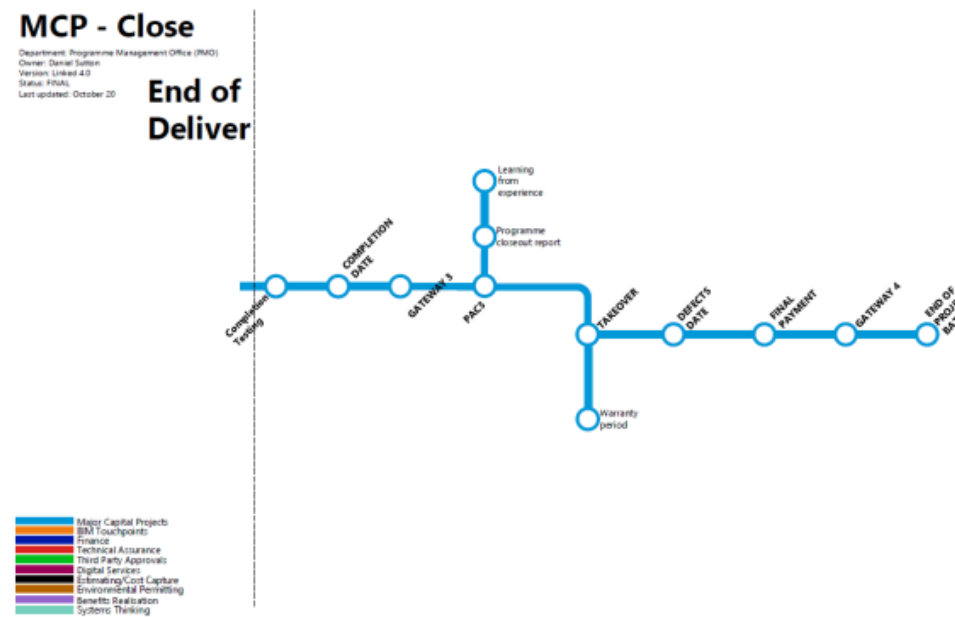 MCP - Close
Department: Programme Management Office (PMO)
Owner: Daniel Sutton
Version: Linked 4.0
Status: FINAL
Last updated: October 20
End of
Deliver
Learning
from
experience
Programme
closeout report
Completion
Testing
COMPLETION
DATE
GATEWAY 3
PACS
TAKEOVER
Warranty
period
DEFECTS
DATE
FINAL
PAYMENT
GATEWAY 4
END OF
Major Capital Projects
BIM Touchpoints
Finance
Technical Assurance
Third Party Approvals
Digital Services
Estimating/Cost Capture
Environmental Permitting
Benefits Realisation
Systems Thinking